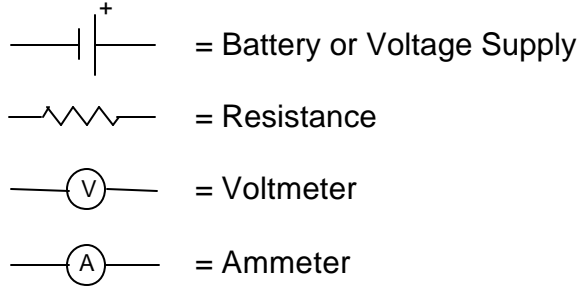 +
= Battery or Voltage Supply
= Resistance
V = Voltmeter
A = Ammeter